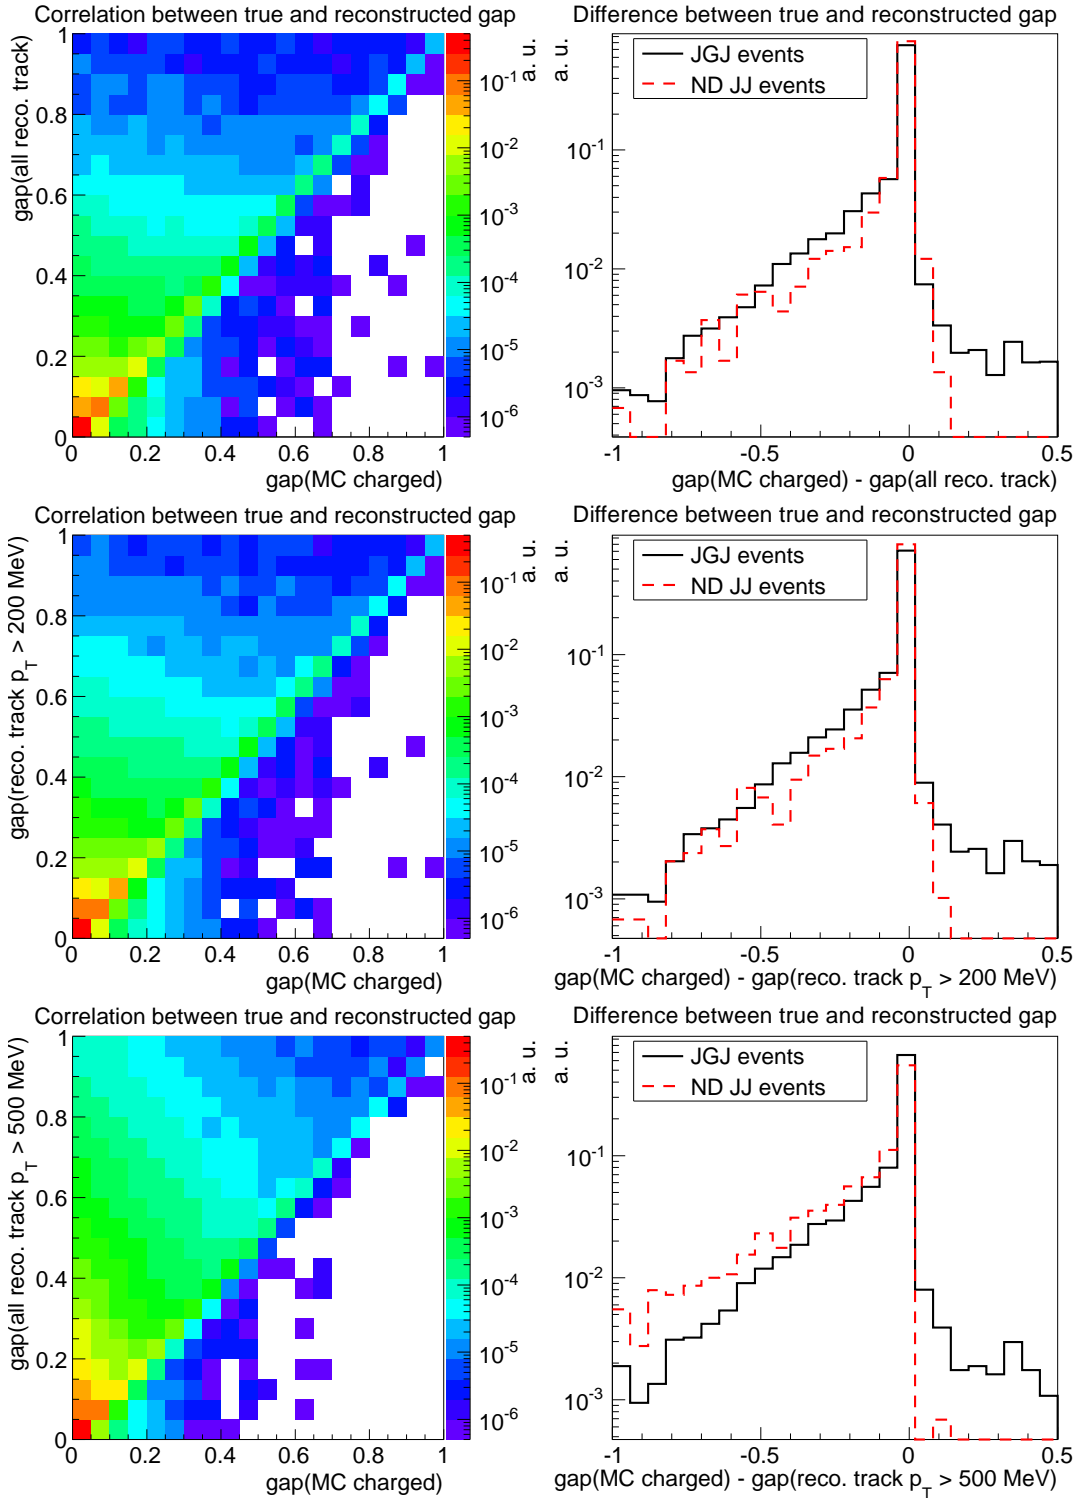 Correlation between true and reconstructed gap
gap(all reco. track)
1
0.8
0.6
0.4
0.2
0
0 0.2 0.4 0.6 0.8 1
gap(MC charged)
a. u.
10^-1
10^-2
10^-3
10^-4
10^-5
10^-6
Difference between true and reconstructed gap
a. u.
JGJ events
ND JJ events
10^-1
10^-2
10^-3
-1 -0.5 0 0.5
gap(MC charged) - gap(all reco. track)
Correlation between true and reconstructed gap
gap(reco. track p_T > 200 MeV)
1
0.8
0.6
0.4
0.2
0
0 0.2 0.4 0.6 0.8 1
gap(MC charged)
a. u.
10^-1
10^-2
10^-3
10^-4
10^-5
10^-6
Difference between true and reconstructed gap
a. u.
JGJ events
ND JJ events
10^-1
10^-2
10^-3
-1 -0.5 0 0.5
gap(MC charged) - gap(reco. track p_T > 200 MeV)
Correlation between true and reconstructed gap
gap(all reco. track p_T > 500 MeV)
1
0.8
0.6
0.4
0.2
0
0 0.2 0.4 0.6 0.8 1
gap(MC charged)
a. u.
10^-1
10^-2
10^-3
10^-4
10^-5
10^-6
Difference between true and reconstructed gap
a. u.
JGJ events
ND JJ events
10^-1
10^-2
10^-3
-1 -0.5 0 0.5
gap(MC charged) - gap(reco. track p_T > 500 MeV)